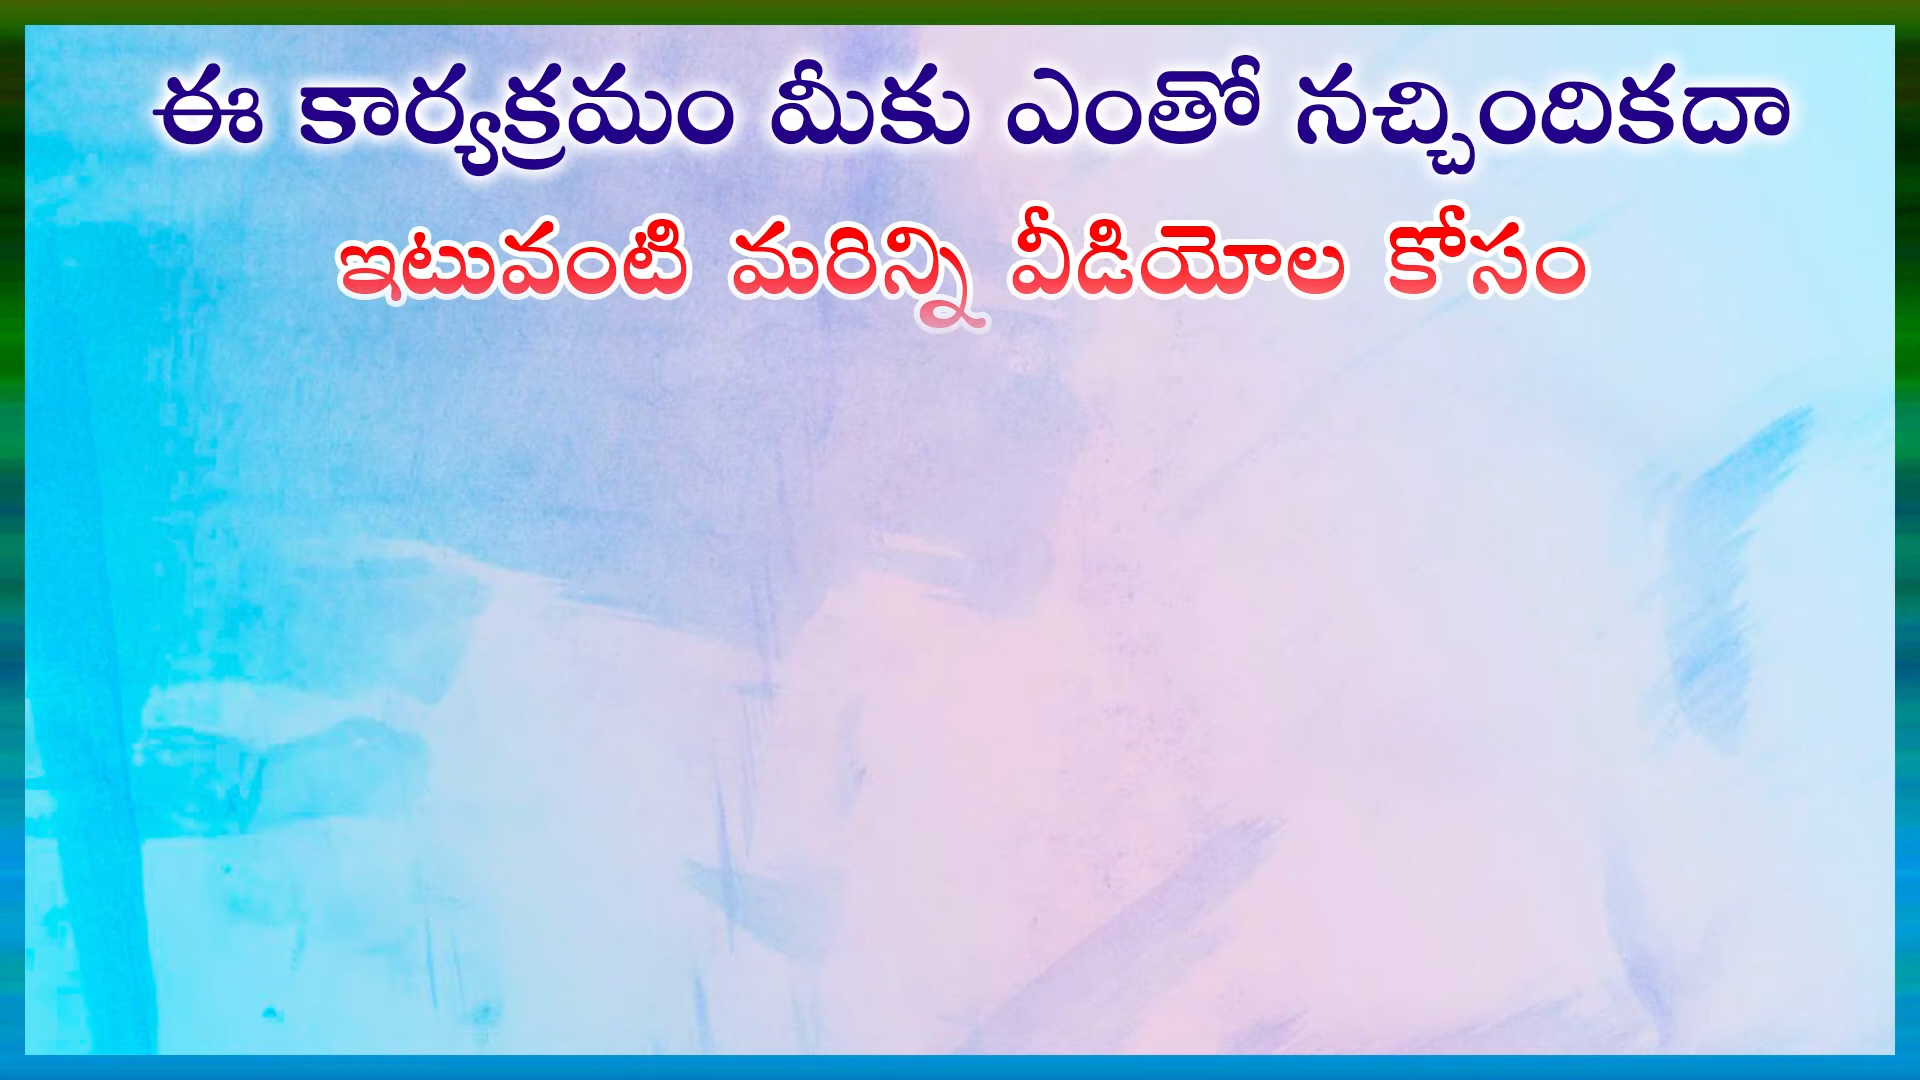 ఈ కార్యక్రమం మీకు ఎంతో నచ్చిందికదా
ఇటువంటి మరిన్ని వీడియోల కోసం